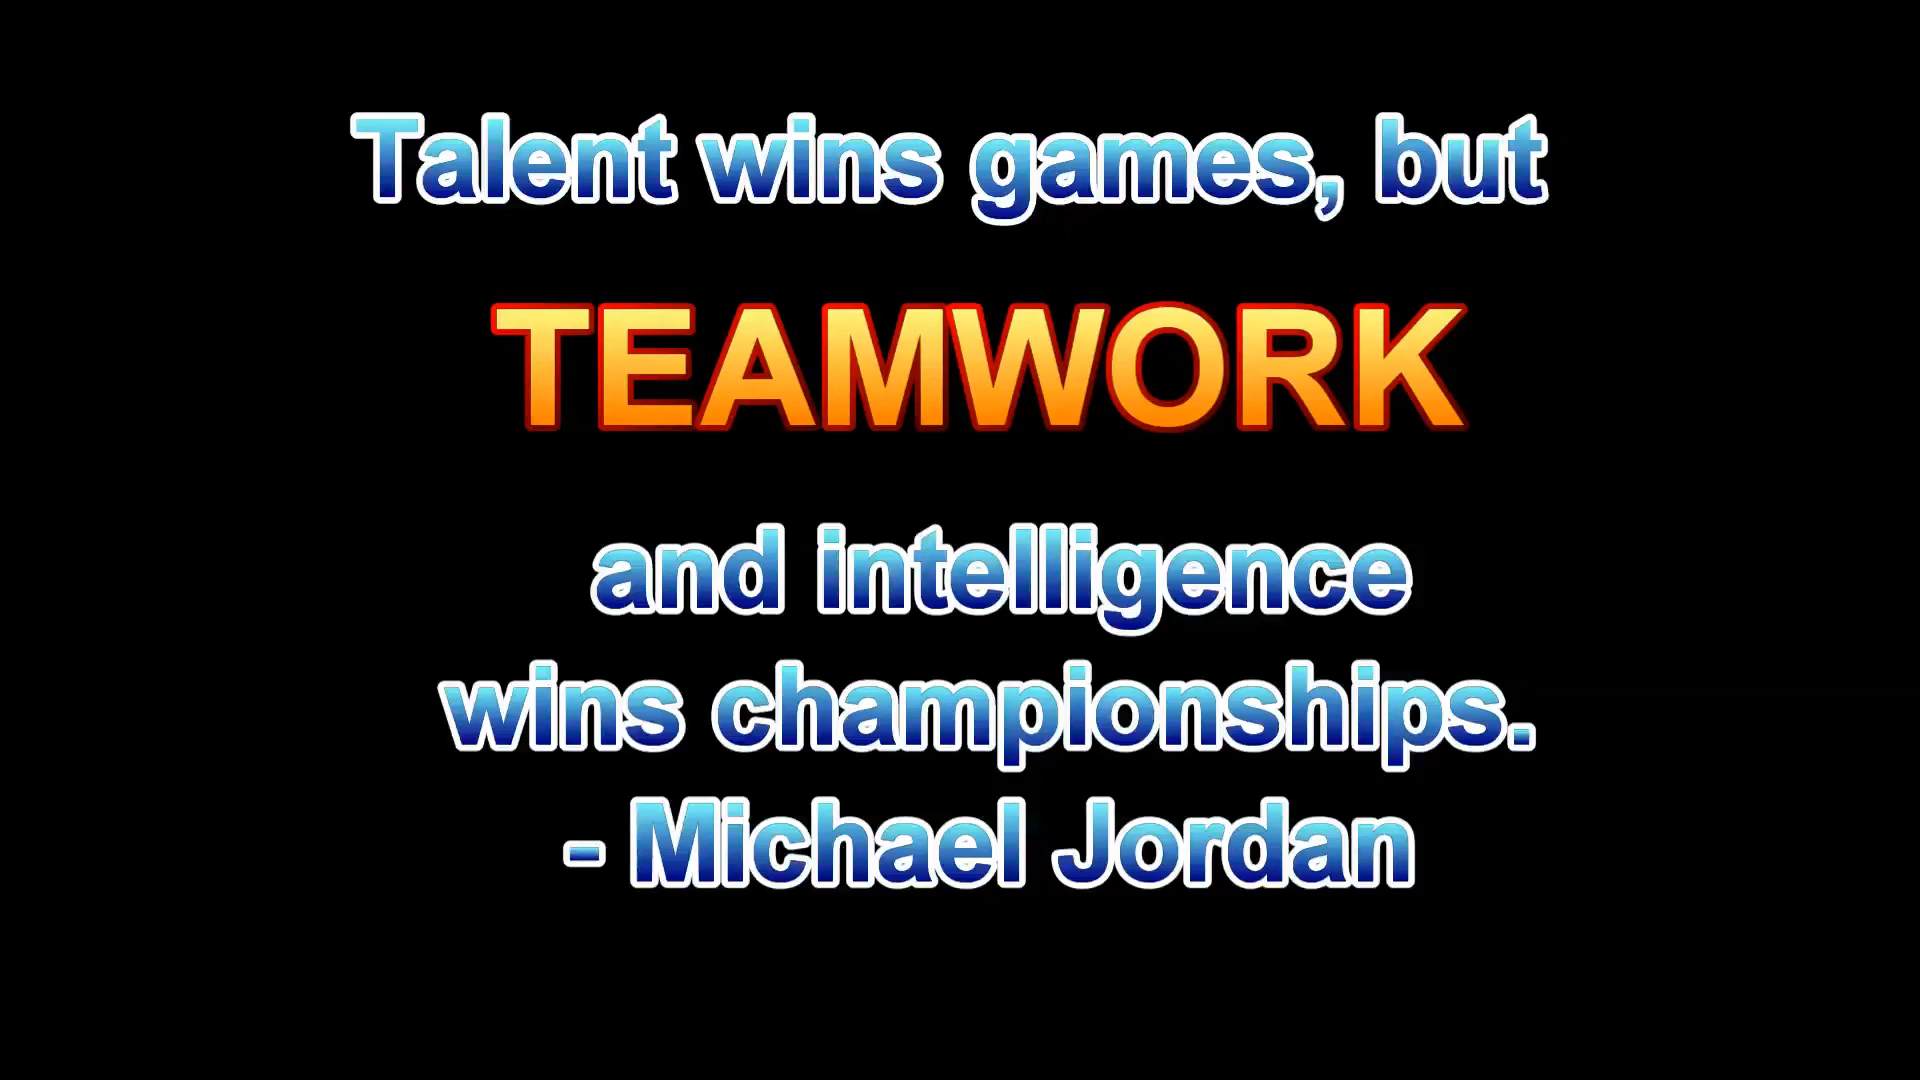 Talent wins games, but
TEAMWORK
and intelligence
wins championships.
- Michael Jordan